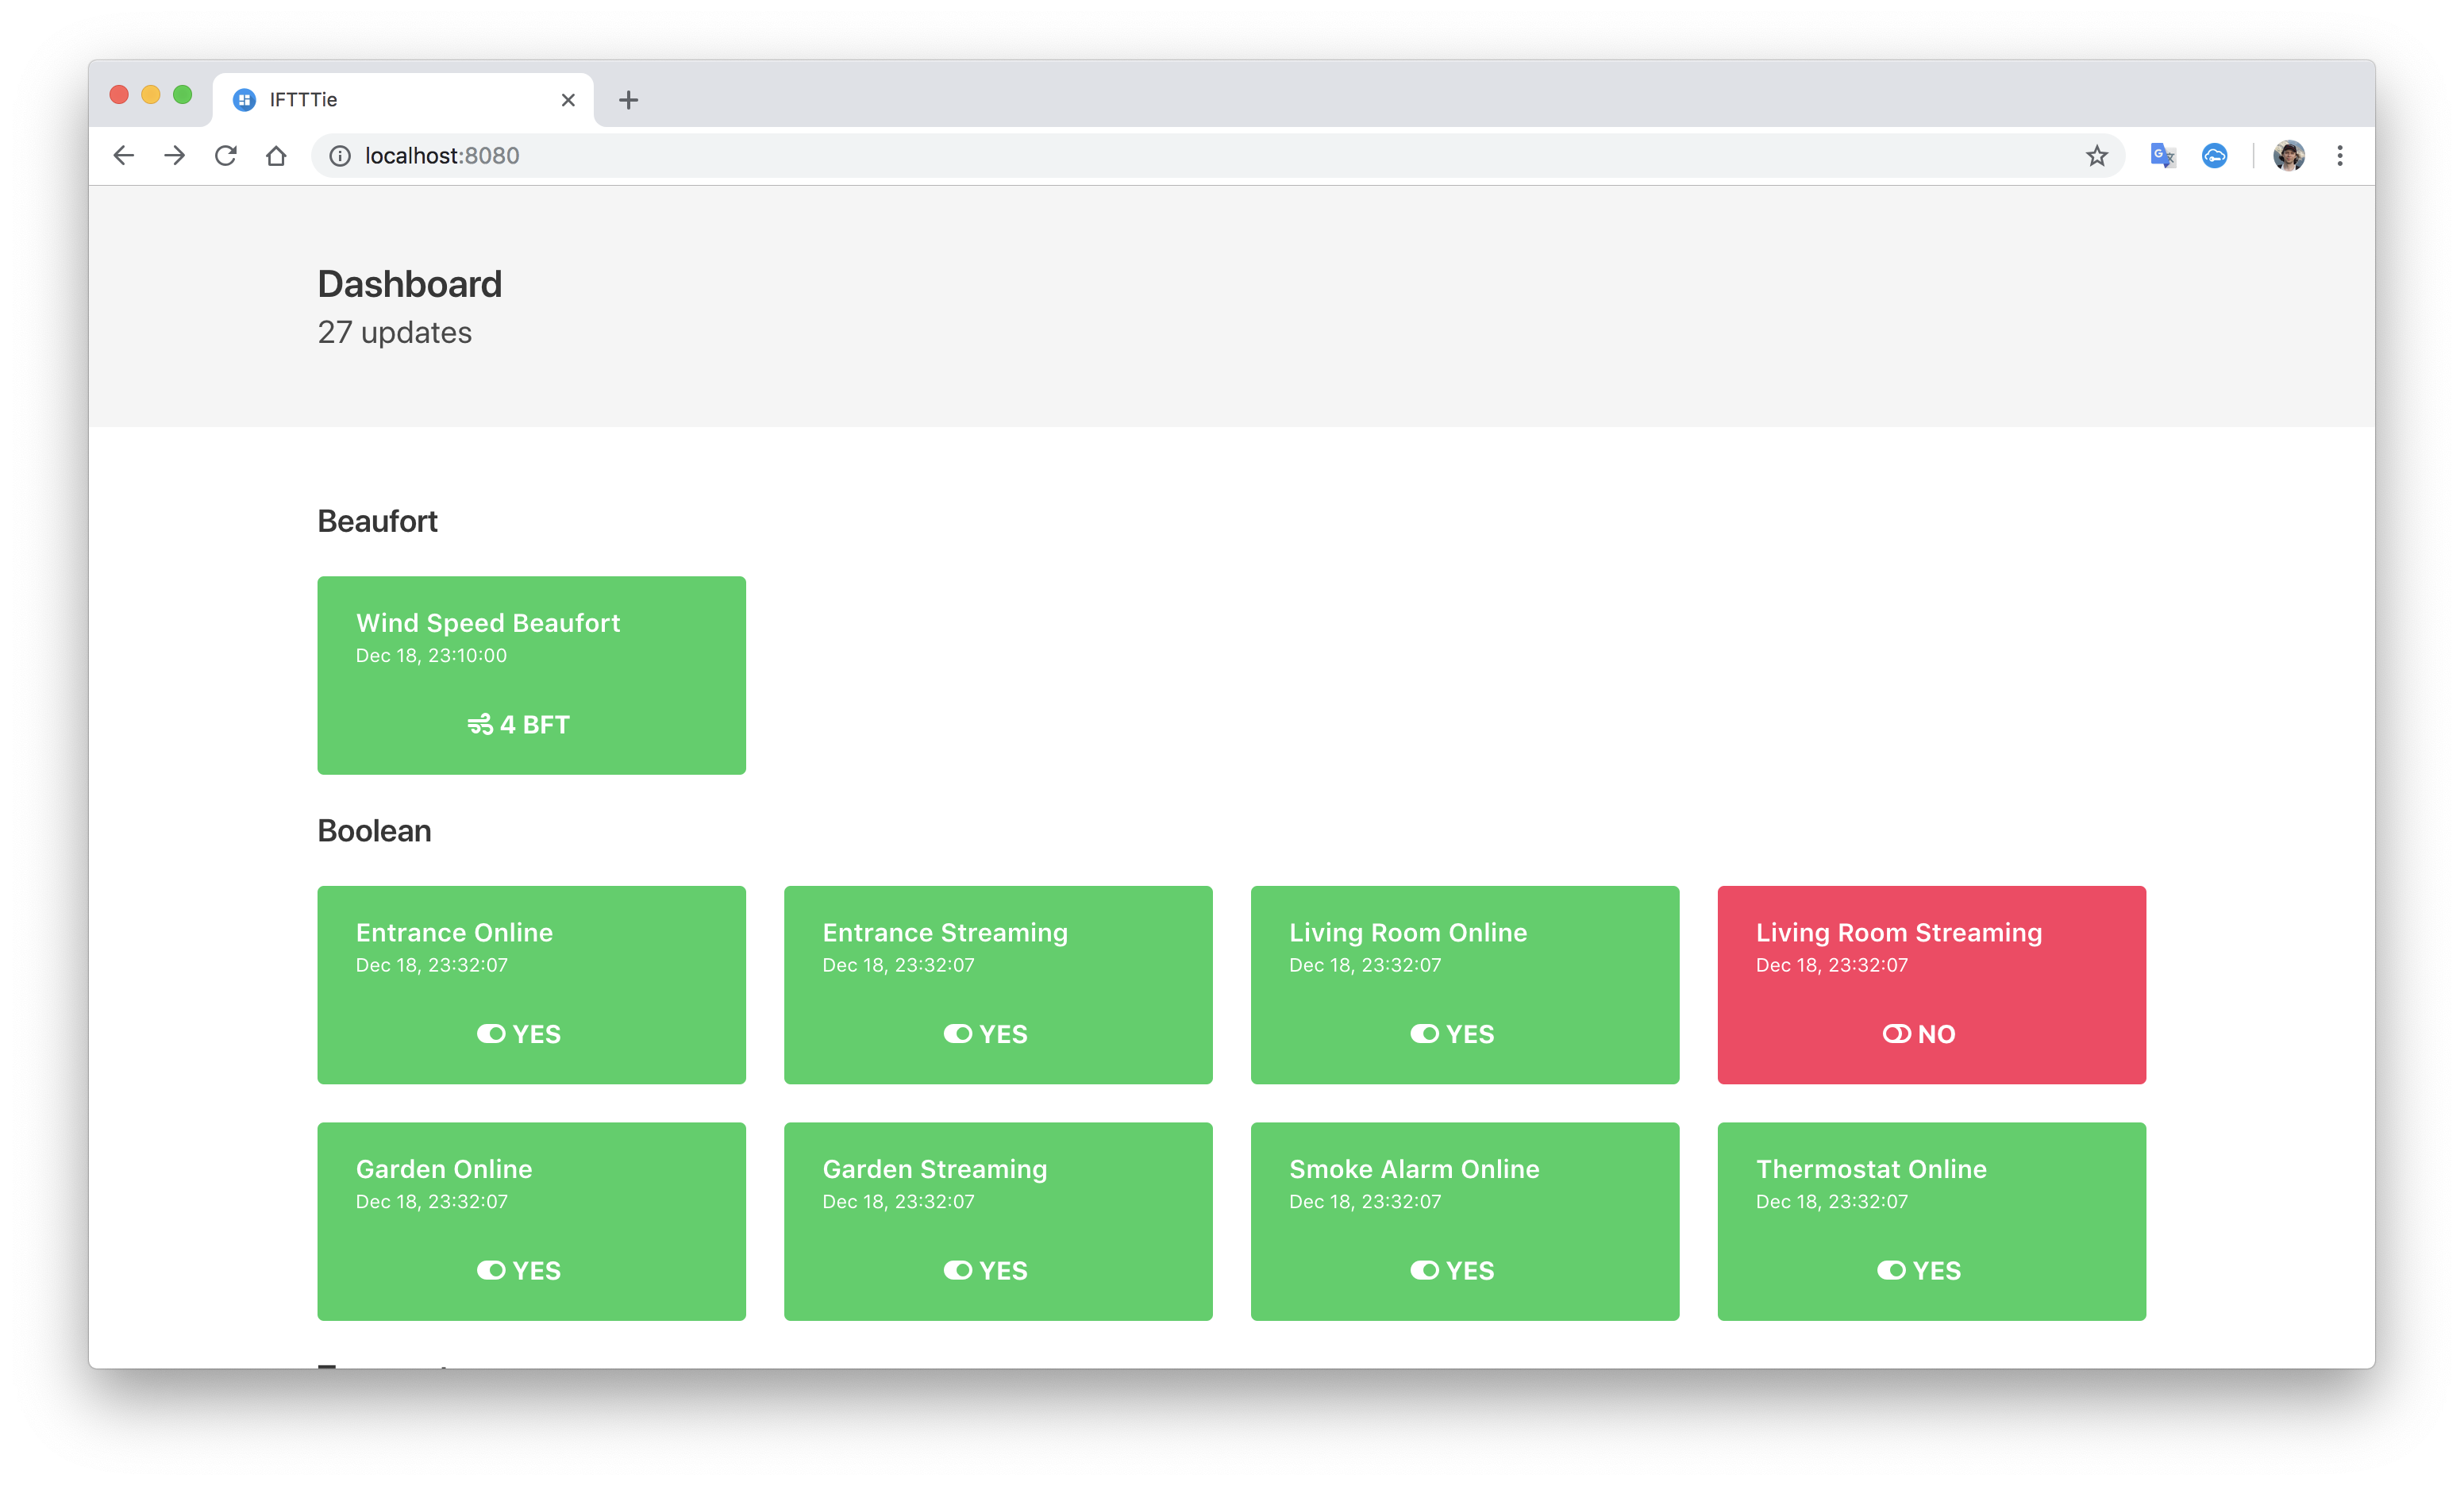 IFTTTie
localhost:8080
Dashboard
27 updates
Beaufort
Wind Speed Beaufort
Dec 18, 23:10:00
4 BFT
Boolean
Entrance Online
Dec 18, 23:32:07
YES
Entrance Streaming
Dec 18, 23:32:07
YES
Living Room Online
Dec 18, 23:32:07
YES
Living Room Streaming
Dec 18, 23:32:07
NO
Garden Online
Dec 18, 23:32:07
YES
Garden Streaming
Dec 18, 23:32:07
YES
Smoke Alarm Online
Dec 18, 23:32:07
YES
Thermostat Online
Dec 18, 23:32:07
YES